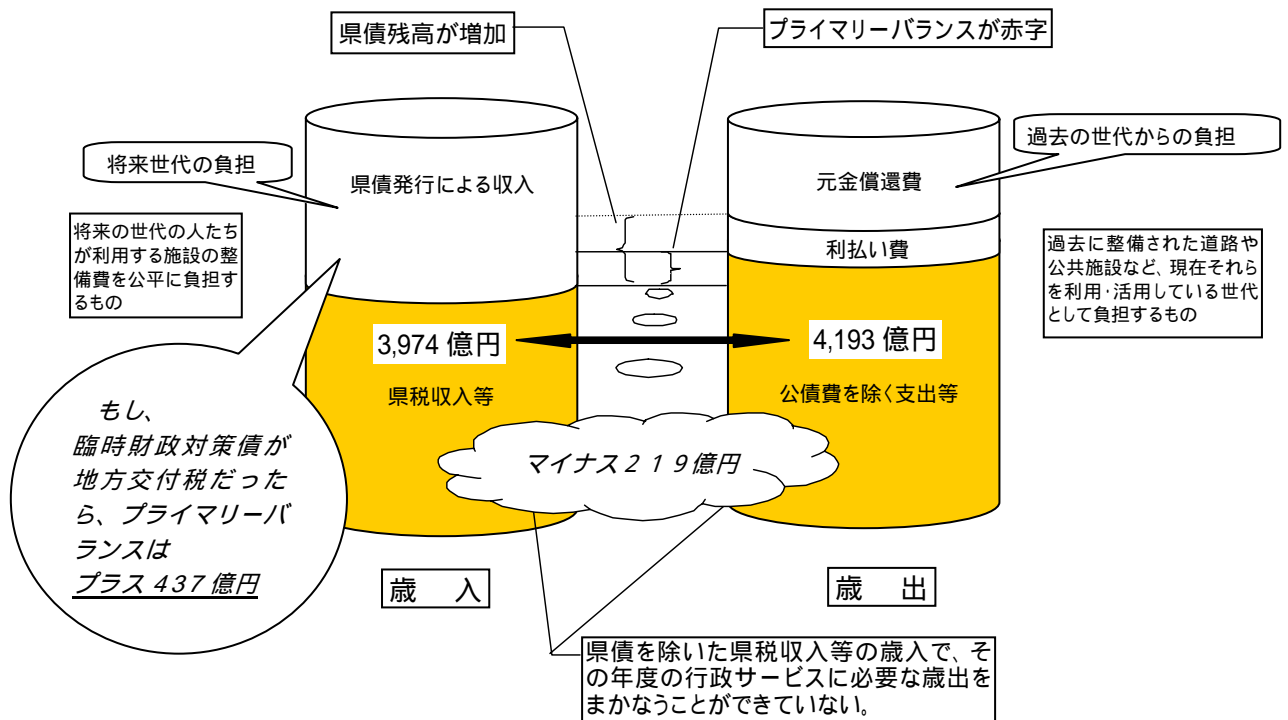 県債残高が増加
プライマリーバランスが赤字
将来世代の負担
過去の世代からの負担
県債発行による収入
元金償還費
利払い費
将来の世代の人たち
が利用する施設の整
備費を公平に負担す
るもの
過去に整備された道路や
公共施設など、現在それら
を利用・活用している世代
として負担するもの
3,974 億円
4,193 億円
県税収入等
公債費を除く支出等
もし、
臨時財政対策債が
地方交付税だった
ら、プライマリーバ
ランスは
プラス437億円
マイナス219億円
歳 入
歳 出
県債を除いた県税収入等の歳入で、そ
の年度の行政サービスに必要な歳出を
まかなうことができていない。